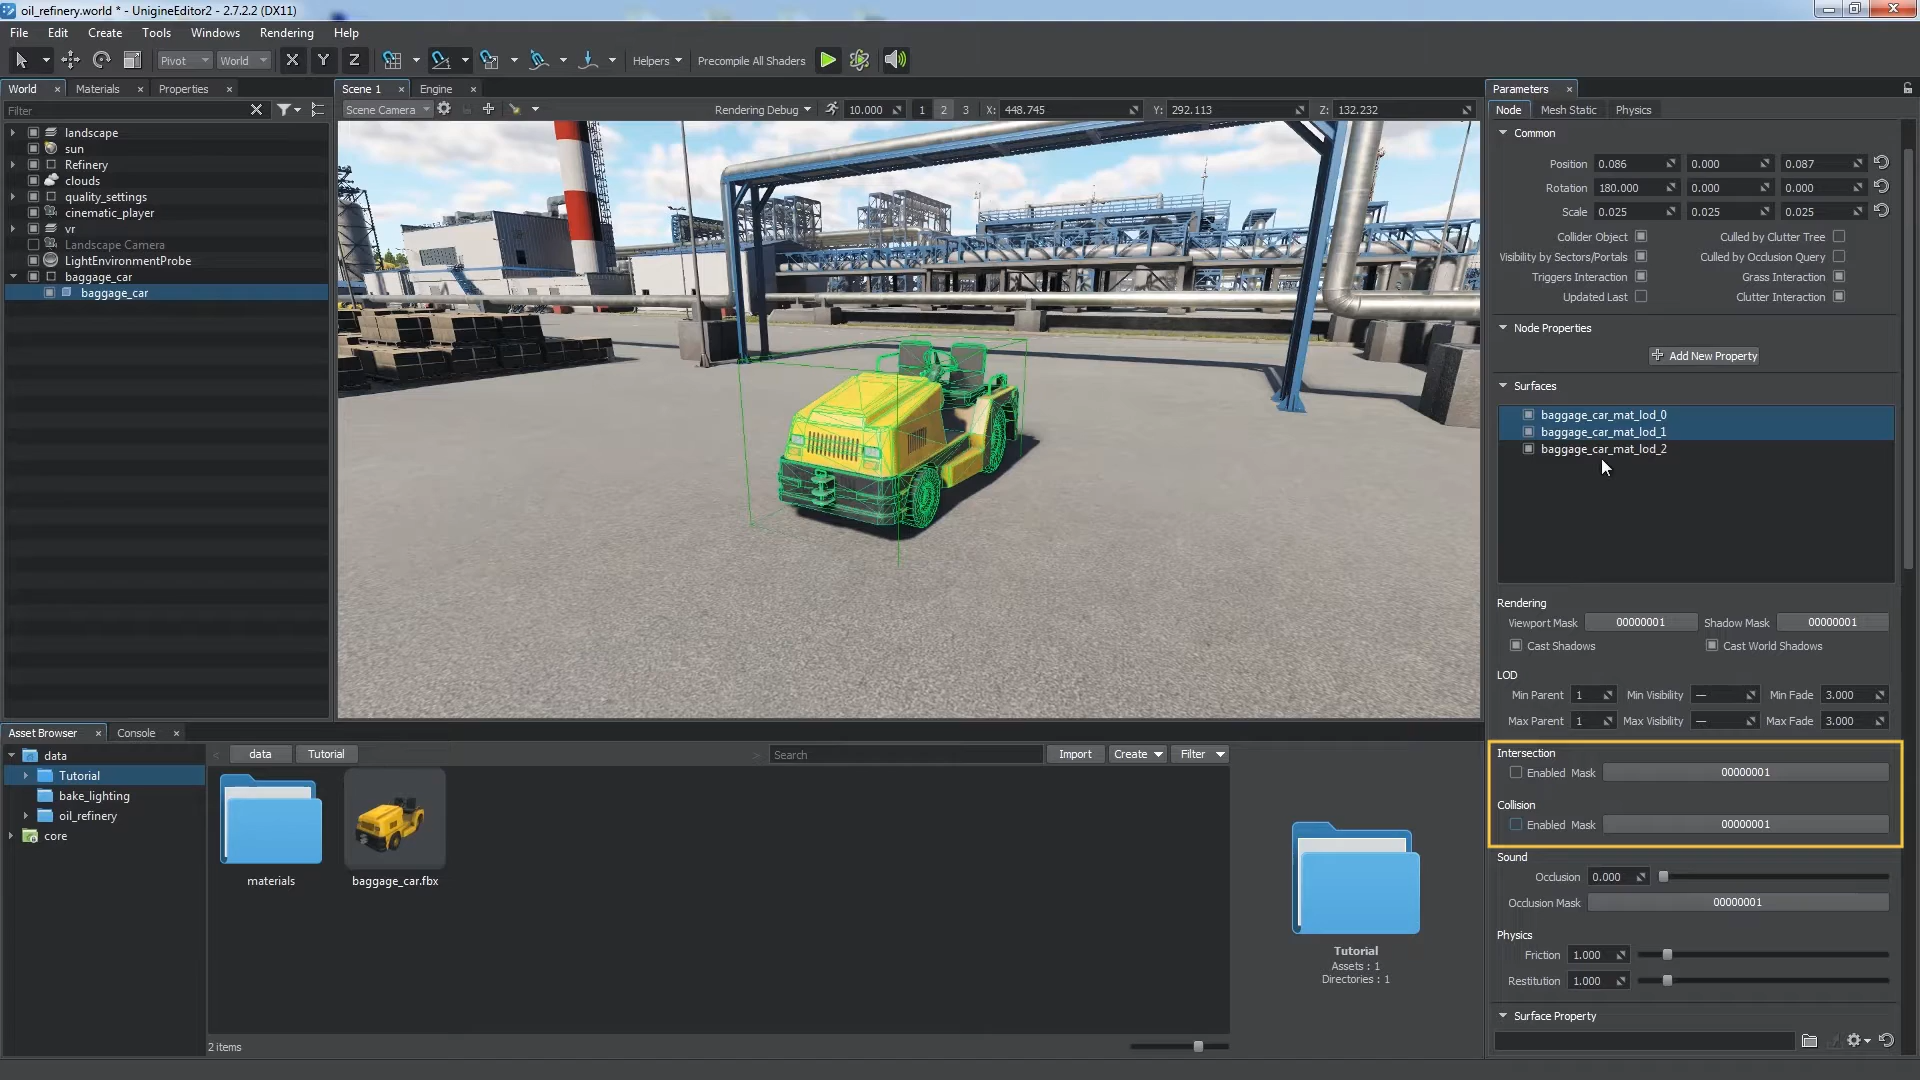 oil_refinery.world * - UnigineEditor2 - 2.7.2.2 (DX11)
File Edit Create Tools Windows Rendering Help
Pivot World X Y Z Helpers Precompile All Shaders
World Materials Properties
Filter
landscape
sun
Refinery
clouds
quality_settings
cinematic_player
vr
Landscape Camera
LightEnvironmentProbe
baggage_car
baggage_car
Scene 1 Engine
Scene Camera Rendering Debug 10.000 1 2 3 X: 448.745 Y: 292.113 Z: 132.232
Parameters
Node Mesh Static Physics
Common
Position 0.086 0.000 0.087
Rotation 180.000 0.000 0.000
Scale 0.025 0.025 0.025
Collider Object Culled by Clutter Tree
Visibility by Sectors/Portals Culled by Occlusion Query
Triggers Interaction Grass Interaction
Updated Last Clutter Interaction
Node Properties
Add New Property
Surfaces
baggage_car_mat_lod_0
baggage_car_mat_lod_1
baggage_car_mat_lod_2
Rendering
Viewport Mask 00000001 Shadow Mask 00000001
Cast Shadows Cast World Shadows
LOD
Min Parent 1 Min Visibility — Min Fade 3.000
Max Parent 1 Max Visibility — Max Fade 3.000
Intersection
Enabled Mask 00000001
Collision
Enabled Mask 00000001
Sound
Occlusion 0.000
Occlusion Mask 00000001
Physics
Friction 1.000
Restitution 1.000
Surface Property
Asset Browser Console
data
Tutorial
bake_lighting
oil_refinery
core
data Tutorial Search Import Create Filter
materials
baggage_car.fbx
Tutorial
Assets : 1
Directories : 1
2 items